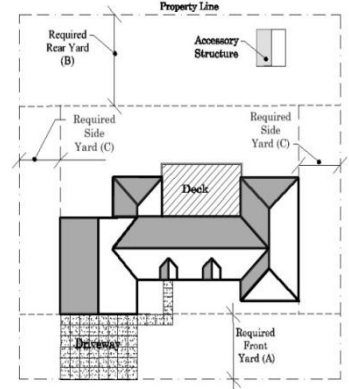 Property Line
Required
Rear Yard
(B)
Accessory
Structure
Required
Side
Yard (C)
Required
Side
Yard (C)
Deck
Driveway
Required
Front
Yard (A)